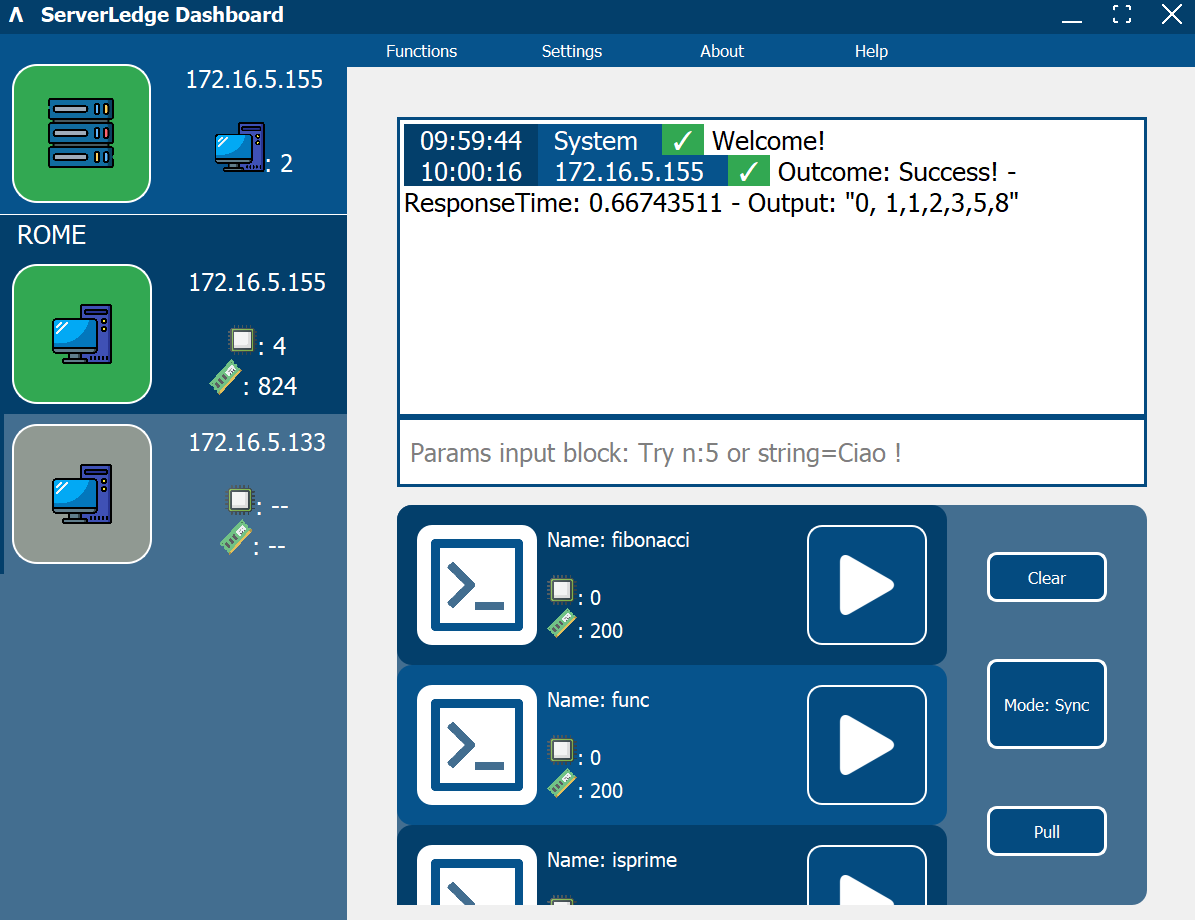 Λ ServerLedge Dashboard
Functions Settings About Help
172.16.5.155
: 2
ROME
172.16.5.155
: 4
: 824
172.16.5.133
: --
: --
09:59:44 System ✓ Welcome!
10:00:16 172.16.5.155 ✓ Outcome: Success! -
ResponseTime: 0.66743511 - Output: "0, 1,1,2,3,5,8"
Params input block: Try n:5 or string=Ciao !
Name: fibonacci
: 0
: 200
Name: func
: 0
: 200
Name: isprime
Clear
Mode: Sync
Pull